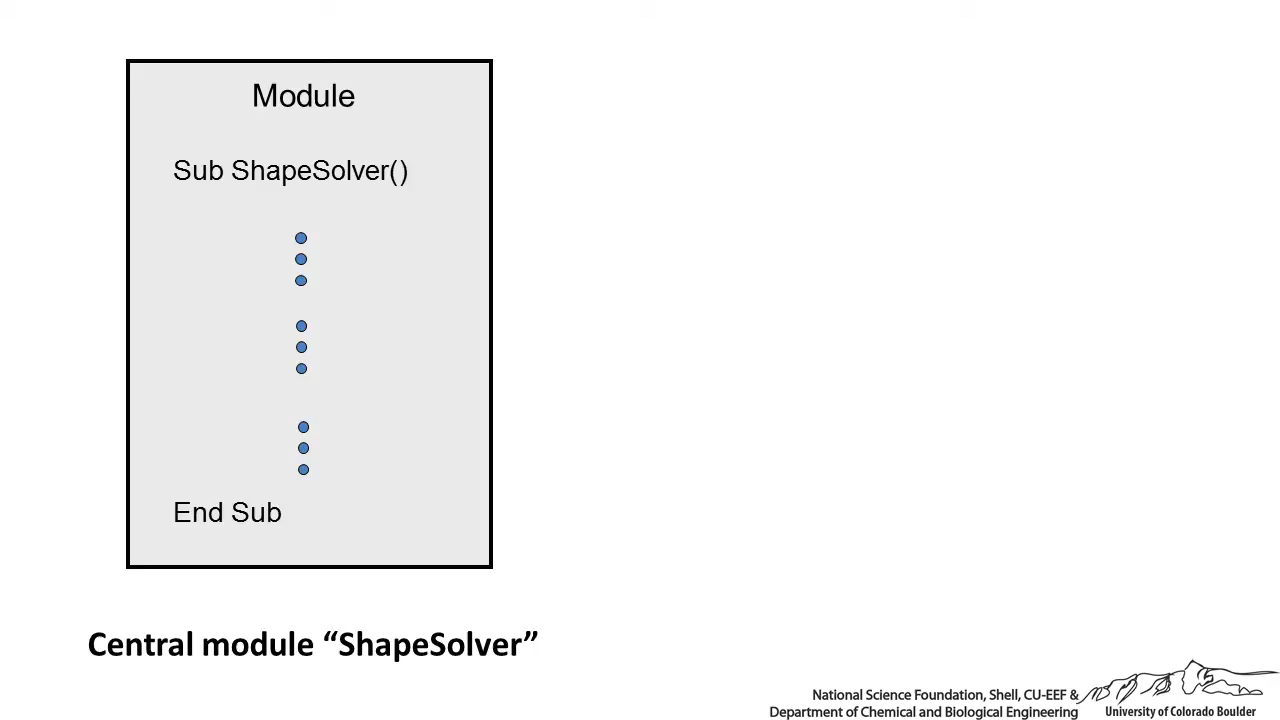 Module
Sub ShapeSolver()
End Sub
Central module “ShapeSolver”
National Science Foundation, Shell, CU-EEF &
Department of Chemical and Biological Engineering
University of Colorado Boulder